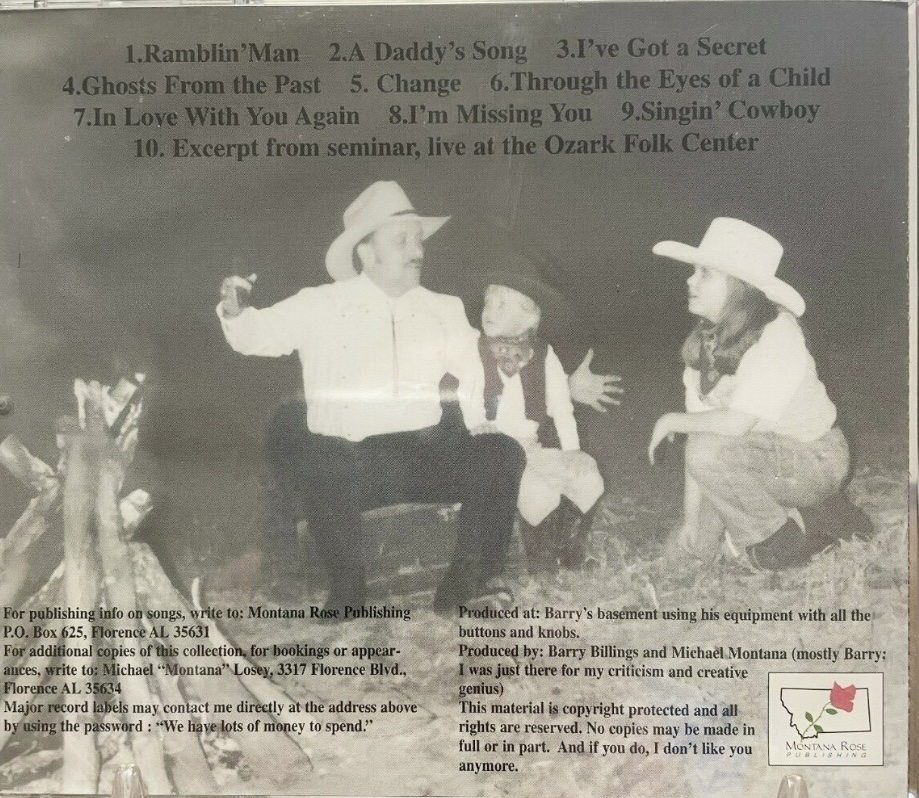 1.Ramblin'Man 2.A Daddy's Song 3.I've Got a Secret
4.Ghosts From the Past 5. Change 6.Through the Eyes of a Child
7.In Love With You Again 8.I'm Missing You 9.Singin' Cowboy
10. Excerpt from seminar, live at the Ozark Folk Center
For publishing info on songs, write to: Montana Rose Publishing
P.O. Box 625, Florence AL 35631
For additional copies of this collection, for bookings or appear-
ances, write to: Michael "Montana" Losey, 3317 Florence Blvd.,
Florence AL 35634
Major record labels may contact me directly at the address above
by using the password : "We have lots of money to spend."
Produced at: Barry's basement using his equipment with all the
buttons and knobs.
Produced by: Barry Billings and Michael Montana (mostly Barry;
I was just there for my criticism and creative
genius)
This material is copyright protected and all
rights are reserved. No copies may be made in
full or in part. And if you do, I don't like you
anymore.
MONTANA ROSE
PUBLISHING